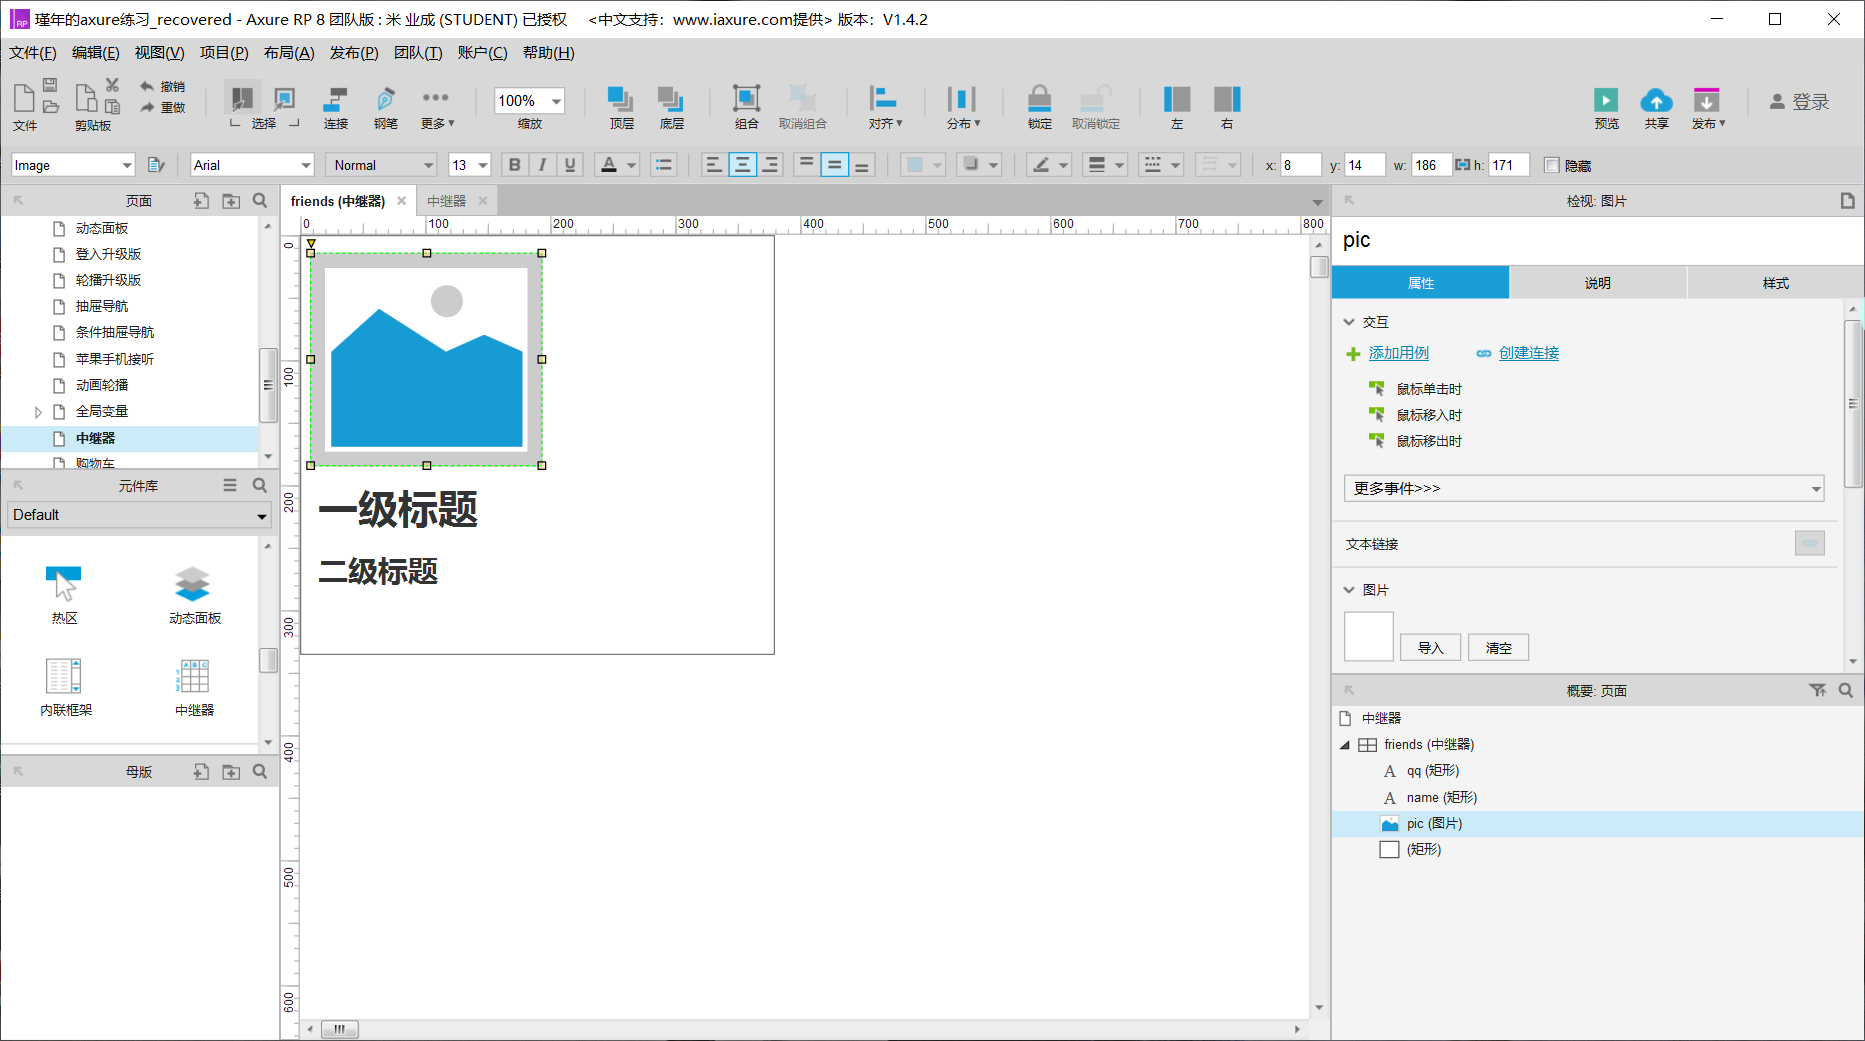 瑾年的axure练习_recovered - Axure RP 8 团队版 : 米 业成 (STUDENT) 已授权 <中文支持：www.iaxure.com提供> 版本：V1.4.2
文件(F) 编辑(E) 视图(V) 项目(P) 布局(A) 发布(P) 团队(T) 账户(C) 帮助(H)
撤销
重做
100%
登录
文件 剪贴板 选择 连接 钢笔 更多 缩放 顶层 底层 组合 取消组合 对齐 分布 锁定 取消锁定 左 右 预览 共享 发布
Image Arial Normal 13 B I U A x: 8 y: 14 w: 186 h: 171 隐藏
页面
动态面板
登入升级版
轮播升级版
抽屉导航
条件抽屉导航
苹果手机接听
动画轮播
全局变量
中继器
购物车
元件库
Default
热区 动态面板
内联框架 中继器
母版
friends (中继器) 中继器
0 100 200 300 400 500 600 700 800
0
100
200
300
400
500
600
一级标题
二级标题
检视: 图片
pic
属性 说明 样式
交互
添加用例 创建连接
鼠标单击时
鼠标移入时
鼠标移出时
更多事件>>>
文本链接
图片
导入 清空
概要: 页面
中继器
friends (中继器)
A qq (矩形)
A name (矩形)
pic (图片)
(矩形)